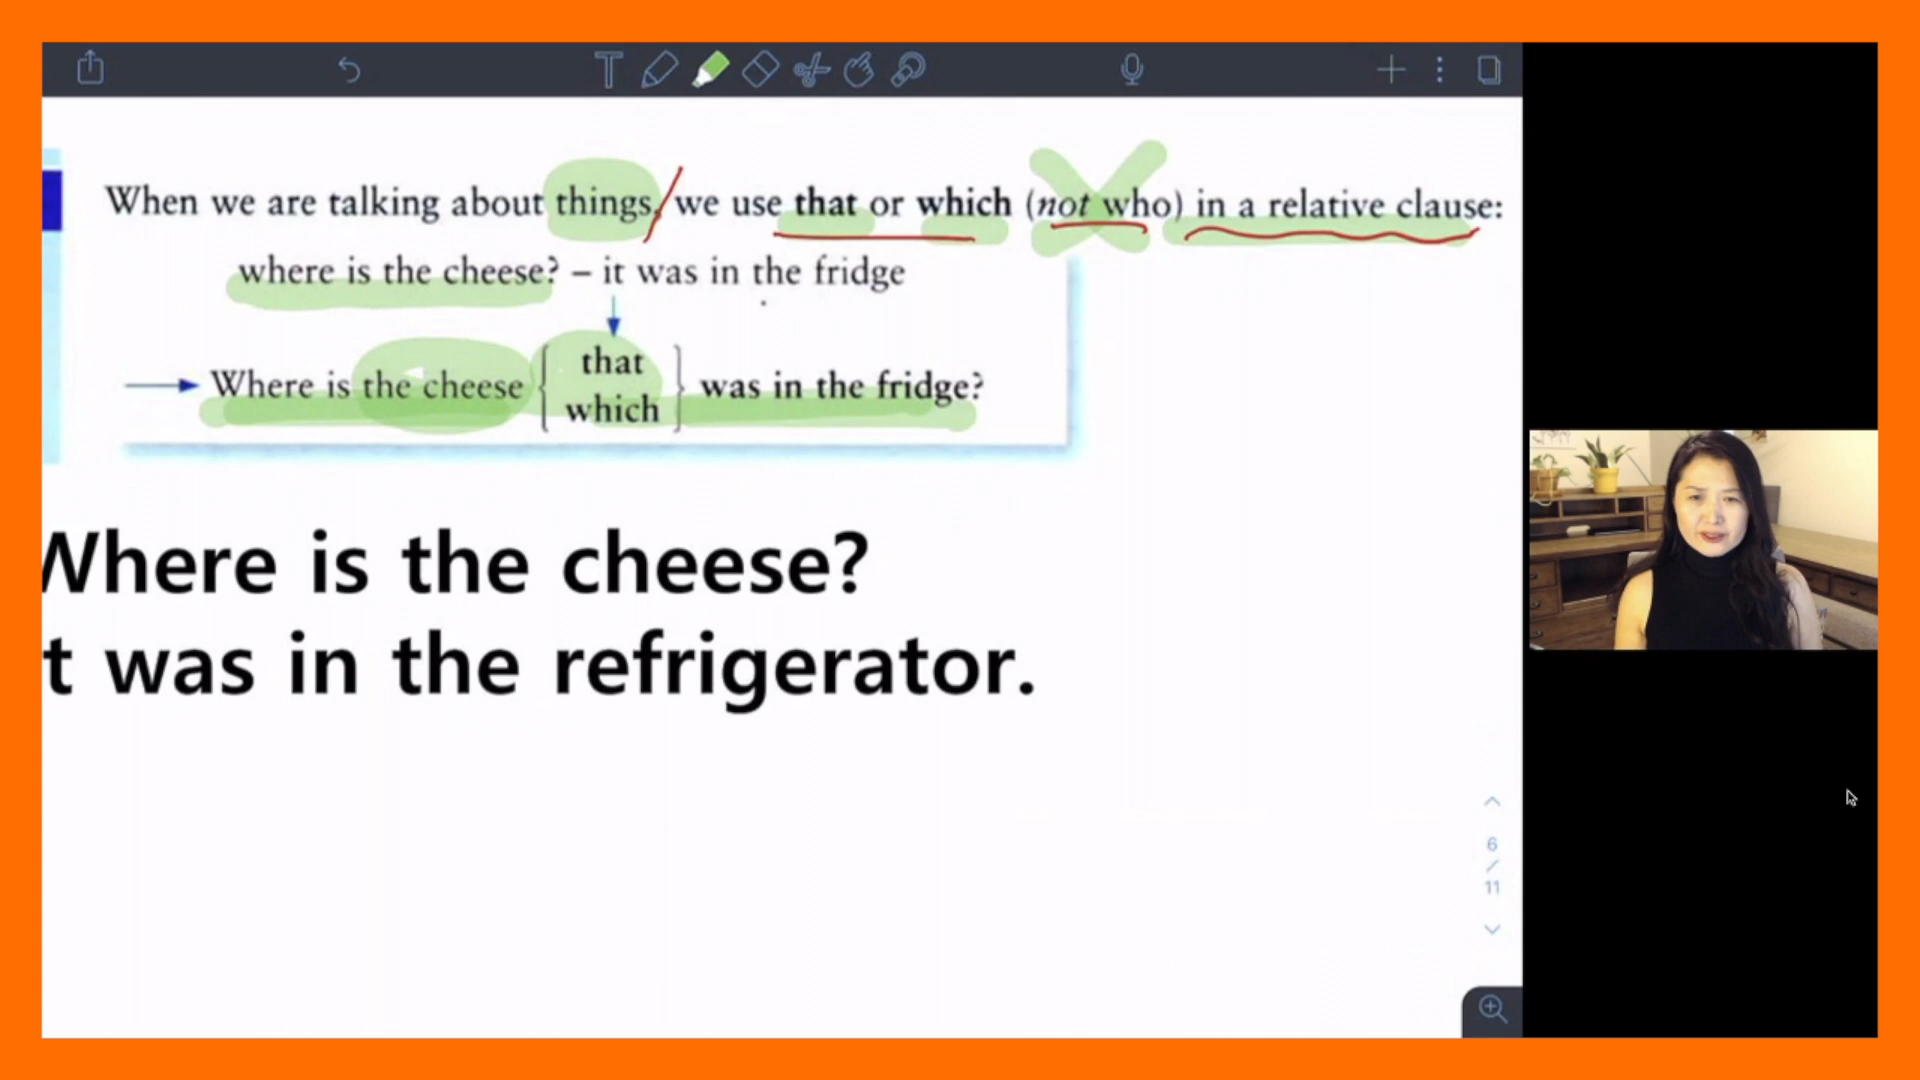 When we are talking about things, we use that or which (not who) in a relative clause:
where is the cheese? – it was in the fridge
that
Where is the cheese { } was in the fridge?
which
Where is the cheese?
t was in the refrigerator.
6
/
11